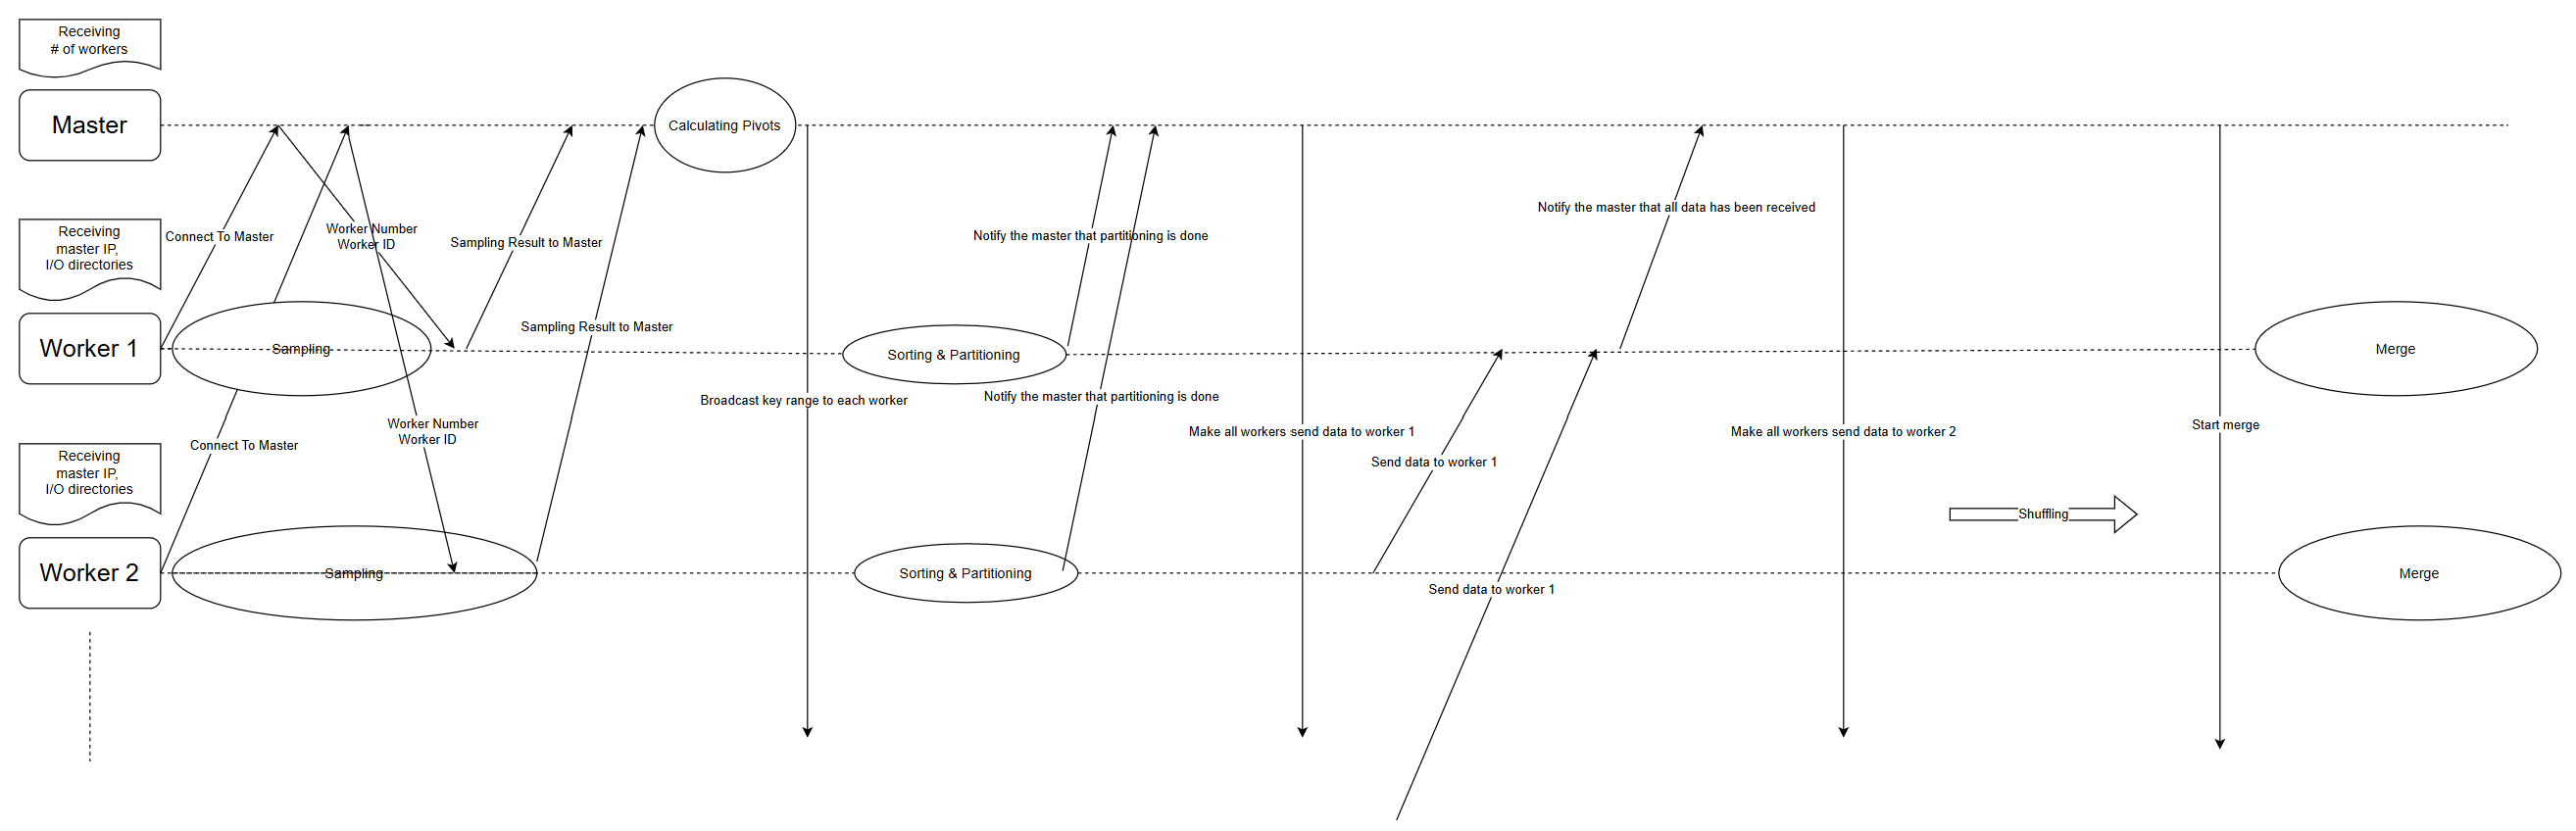 Receiving
# of workers
Master
Calculating Pivots
Receiving
master IP,
I/O directories
Connect To Master
Worker Number
Worker ID
Sampling Result to Master
Notify the master that partitioning is done
Notify the master that all data has been received
Worker 1
Sampling
Sampling Result to Master
Sorting & Partitioning
Merge
Broadcast key range to each worker
Notify the master that partitioning is done
Make all workers send data to worker 1
Make all workers send data to worker 2
Start merge
Receiving
master IP,
I/O directories
Connect To Master
Worker Number
Worker ID
Send data to worker 1
Shuffling
Worker 2
Sampling
Sorting & Partitioning
Send data to worker 1
Merge